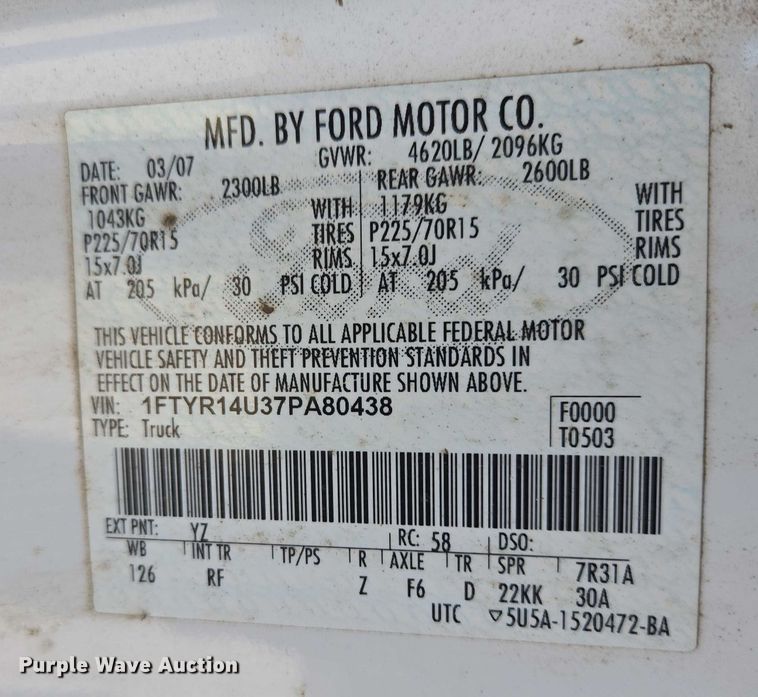 MFD. BY FORD MOTOR CO.
DATE: 03/07 GVWR: 4620LB/ 2096KG
FRONT GAWR: 2300LB REAR GAWR: 2600LB
1043KG WITH 1179KG WITH
P225/70R15 TIRES P225/70R15 TIRES
15x7.0J RIMS 15x7.0J RIMS
AT 205 kPa/ 30 PSI COLD AT 205 kPa/ 30 PSI COLD
THIS VEHICLE CONFORMS TO ALL APPLICABLE FEDERAL MOTOR
VEHICLE SAFETY AND THEFT PREVENTION STANDARDS IN
EFFECT ON THE DATE OF MANUFACTURE SHOWN ABOVE.
VIN: 1FTYR14U37PA80438 F0000
TYPE: Truck T0503
EXT PNT: YZ RC: 58 DSO:
WB INT TR TP/PS R AXLE TR SPR 7R31A
126 RF Z F6 D 22KK 30A
UTC ▽5U5A-1520472-BA
Purple Wave Auction